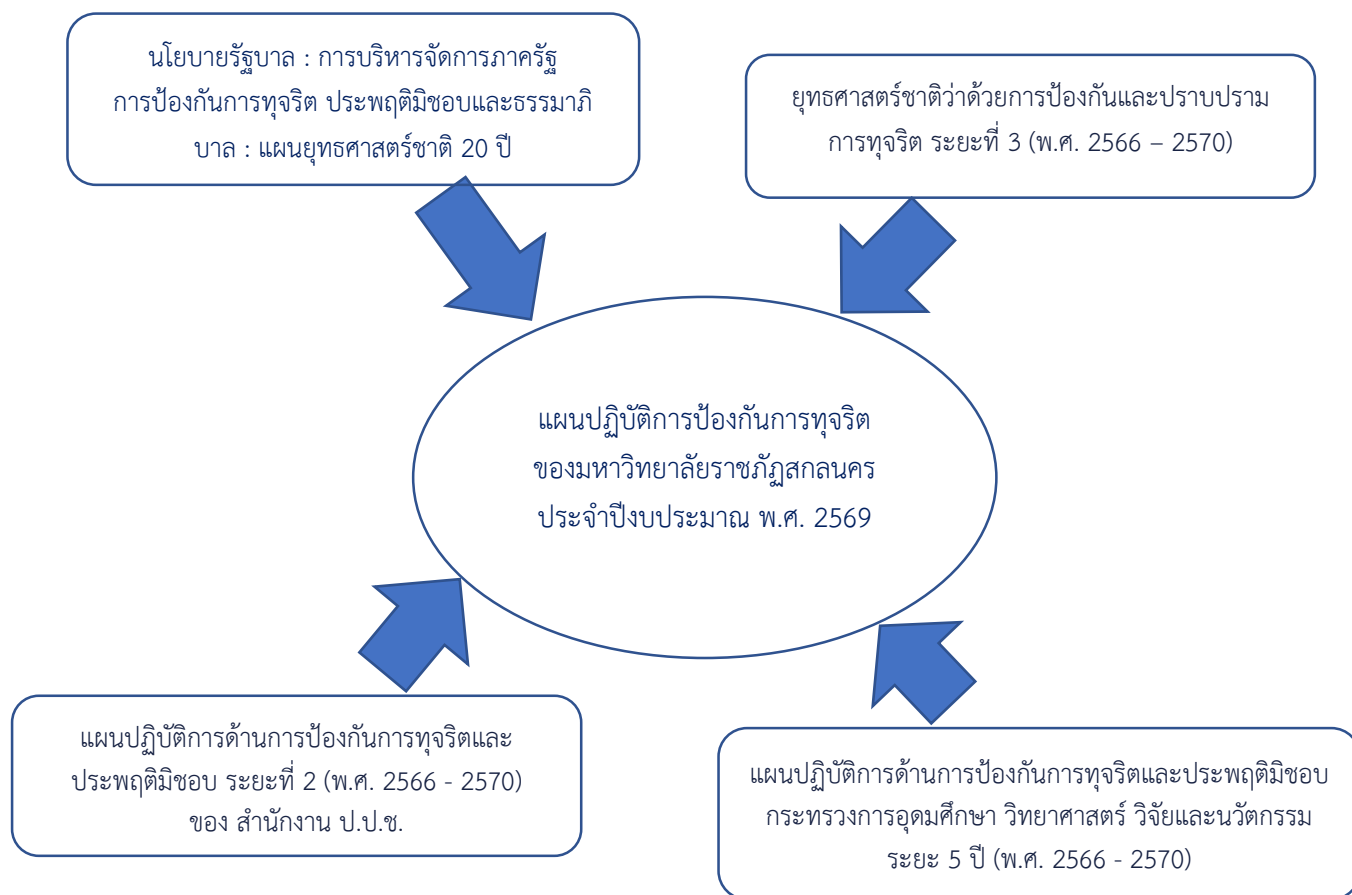 นโยบายรัฐบาล : การบริหารจัดการภาครัฐ
การป้องกันการทุจริต ประพฤติมิชอบและธรรมาภิ
บาล : แผนยุทธศาสตร์ชาติ 20 ปี
ยุทธศาสตร์ชาติว่าด้วยการป้องกันและปราบปราม
การทุจริต ระยะที่ 3 (พ.ศ. 2566 – 2570)
แผนปฏิบัติการป้องกันการทุจริต
ของมหาวิทยาลัยราชภัฏสกลนคร
ประจำปีงบประมาณ พ.ศ. 2569
แผนปฏิบัติการด้านการป้องกันการทุจริตและ
ประพฤติมิชอบ ระยะที่ 2 (พ.ศ. 2566 - 2570)
ของ สำนักงาน ป.ป.ช.
แผนปฏิบัติการด้านการป้องกันการทุจริตและประพฤติมิชอบ
กระทรวงการอุดมศึกษา วิทยาศาสตร์ วิจัยและนวัตกรรม
ระยะ 5 ปี (พ.ศ. 2566 - 2570)